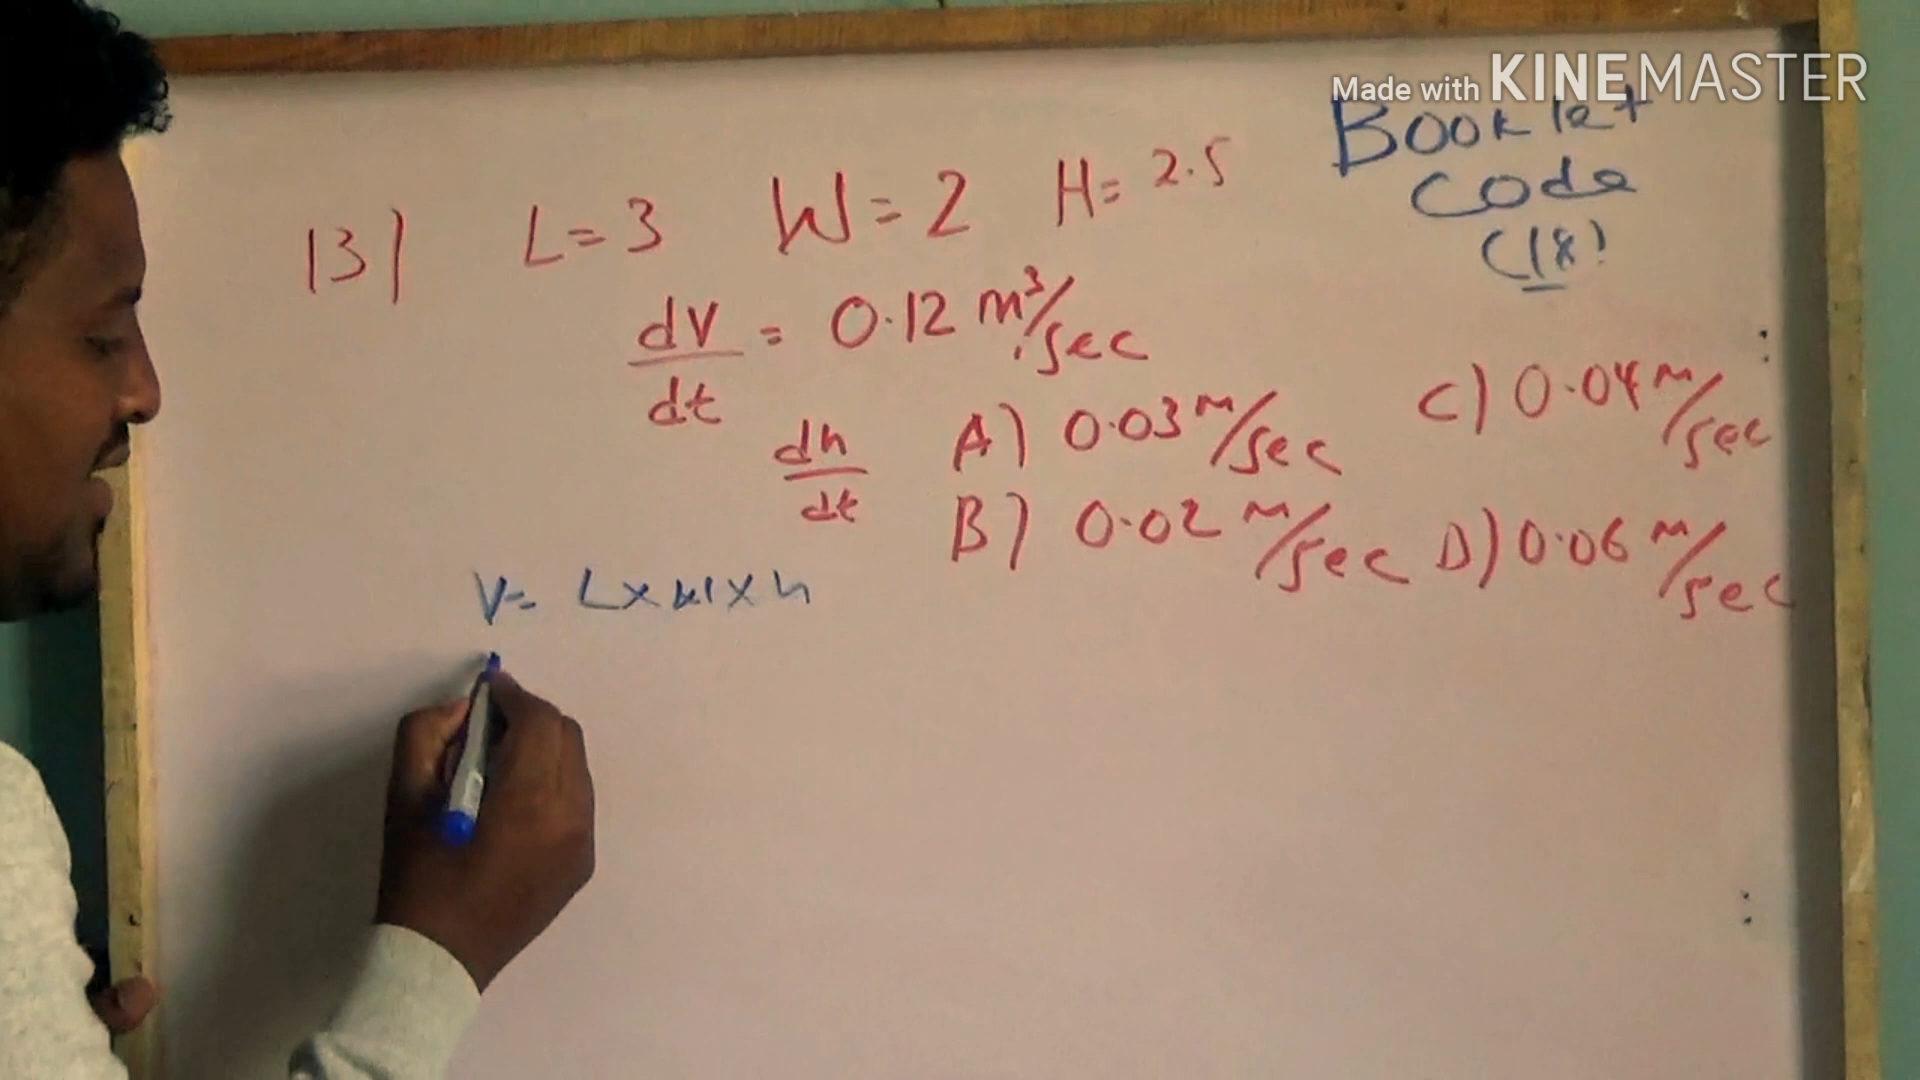 Made with KINEMASTER
Booklet
Code
(18)
13) L=3 W=2 H=2.5
dV/dt = 0.12 m³/sec
dh/dt A) 0.03 m/sec C) 0.04 m/sec
B) 0.02 m/sec D) 0.06 m/sec
V= L×W×h